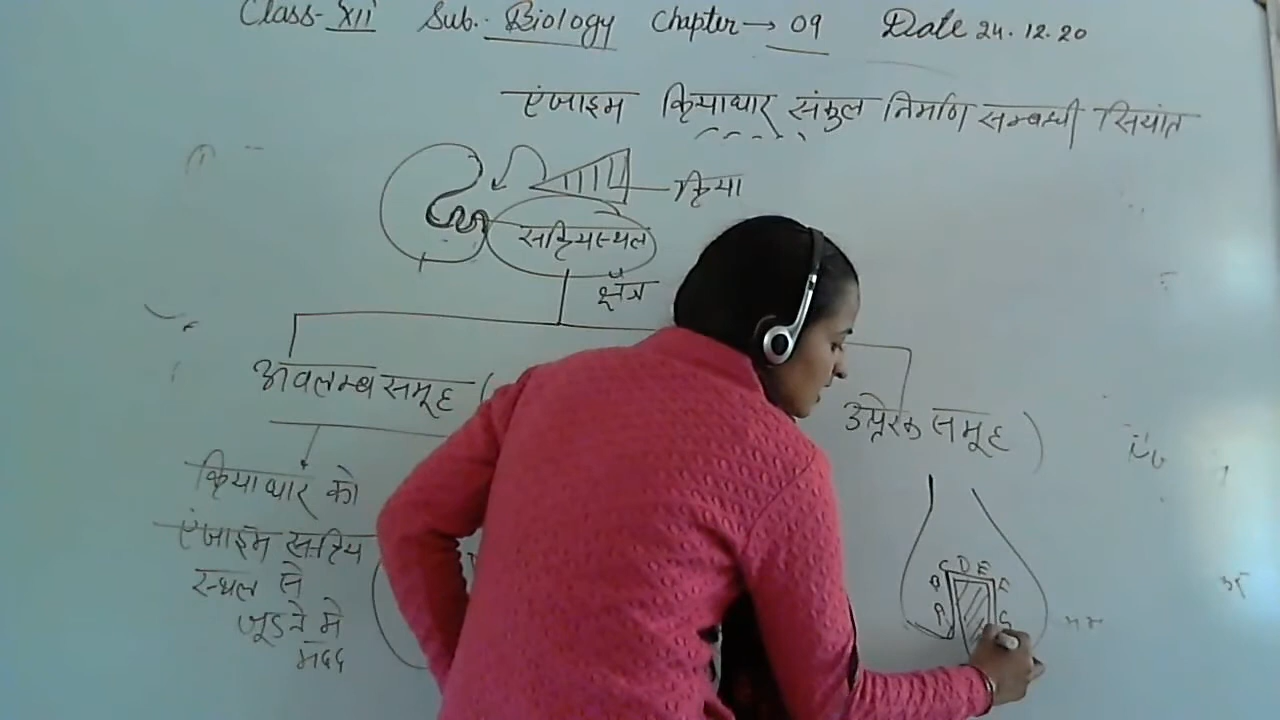 Class- XII Sub. Biology Chapter → 09 Date 24.12.20
एंजाइम क्रियाधार संकुल निर्माण सम्बन्धी सिधांत
क्रिया
सक्रियस्थल
क्षेत्र
अवलम्ब समूह (
उत्प्रेरक समूह )
क्रियाधार को
एंजाइम सक्रिय
स्थल से
जुड़ने मे
मदद
C D E
B F
A G